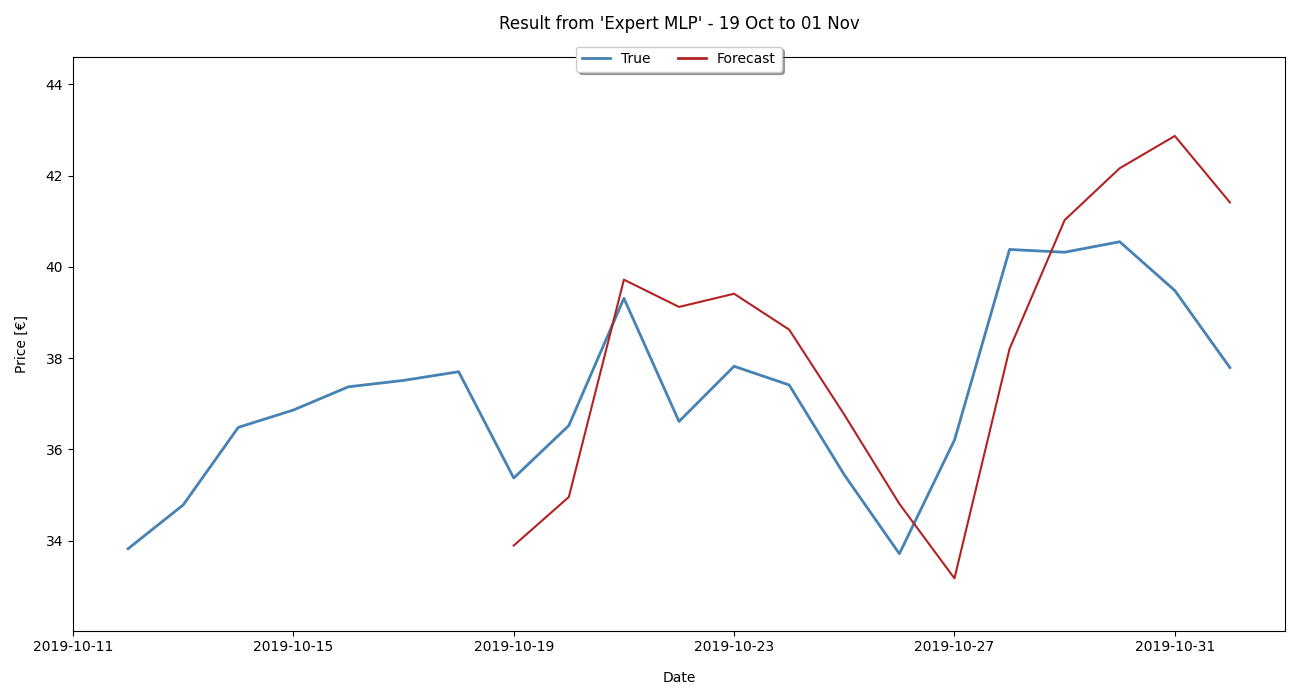 Result from 'Expert MLP' - 19 Oct to 01 Nov
True Forecast
44
42
40
38
36
34
Price [€]
2019-10-11 2019-10-15 2019-10-19 2019-10-23 2019-10-27 2019-10-31
Date